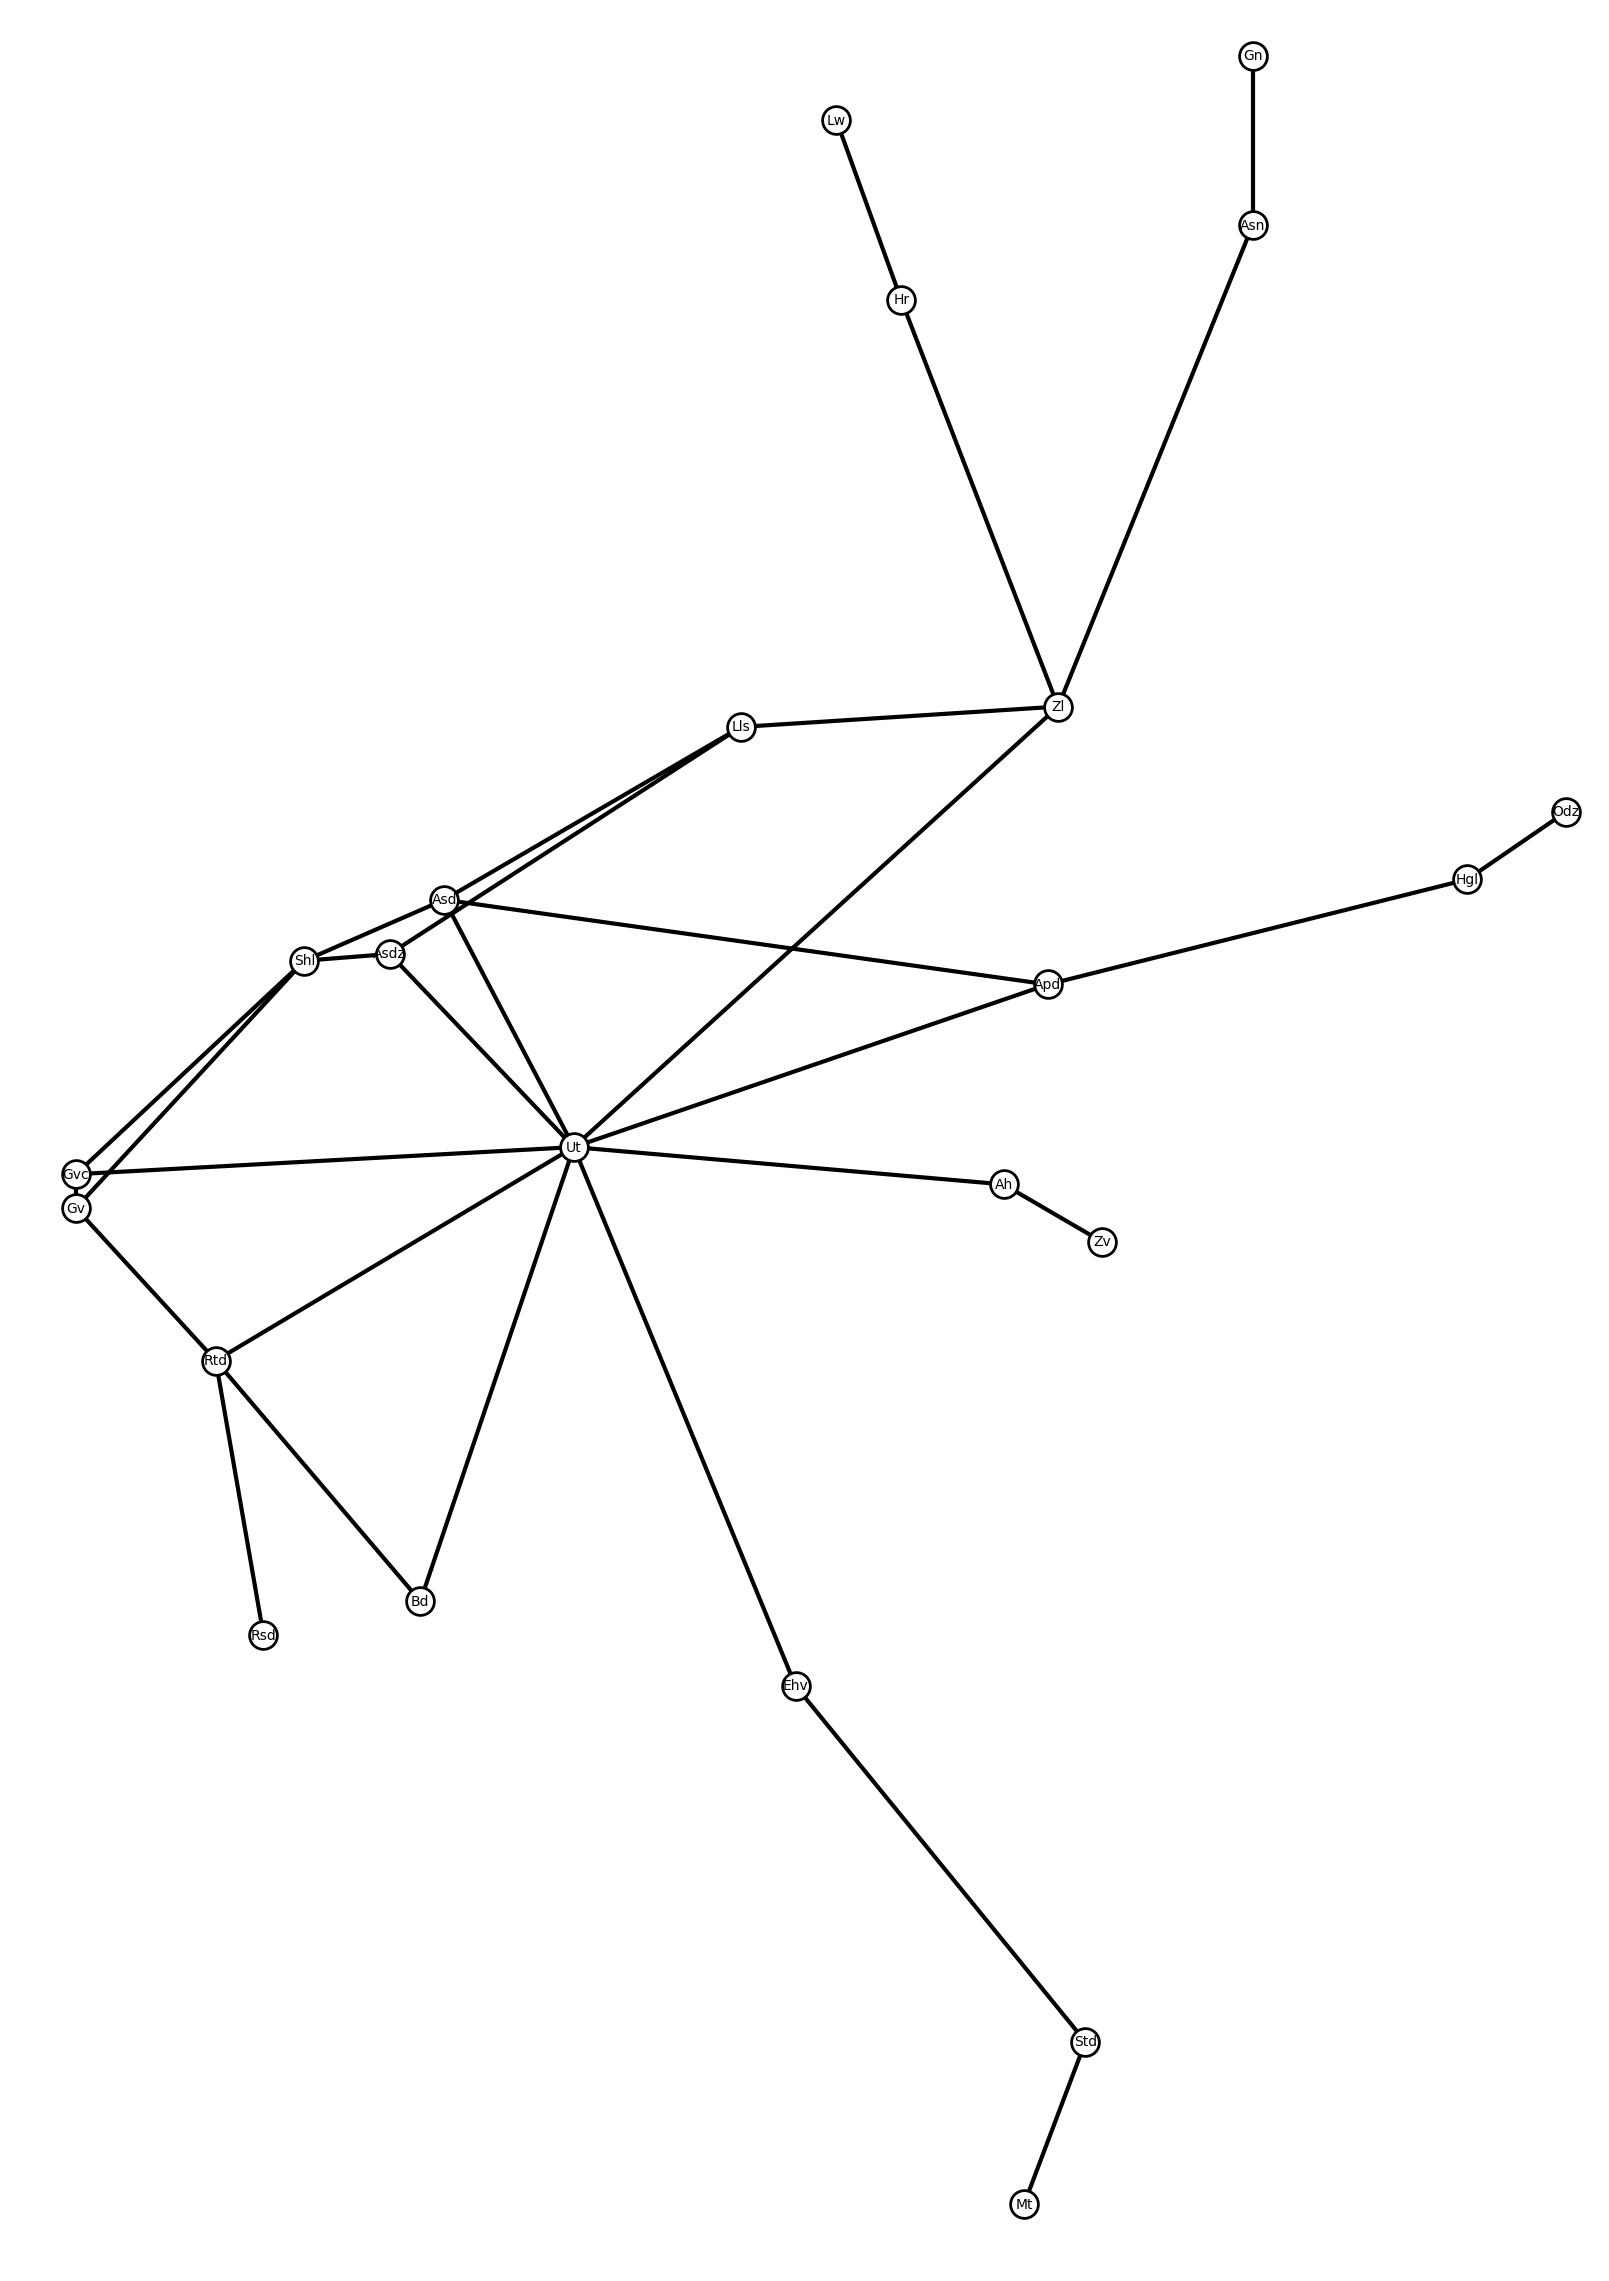 Gn
Lw
Asn
Hr
Zl
Lls
Odz
Hgl
Asd
Asdz
Shl
Apd
Ut
Gvc
Ah
Gv
Zv
Rtd
Bd
Rsd
Ehv
Std
Mt